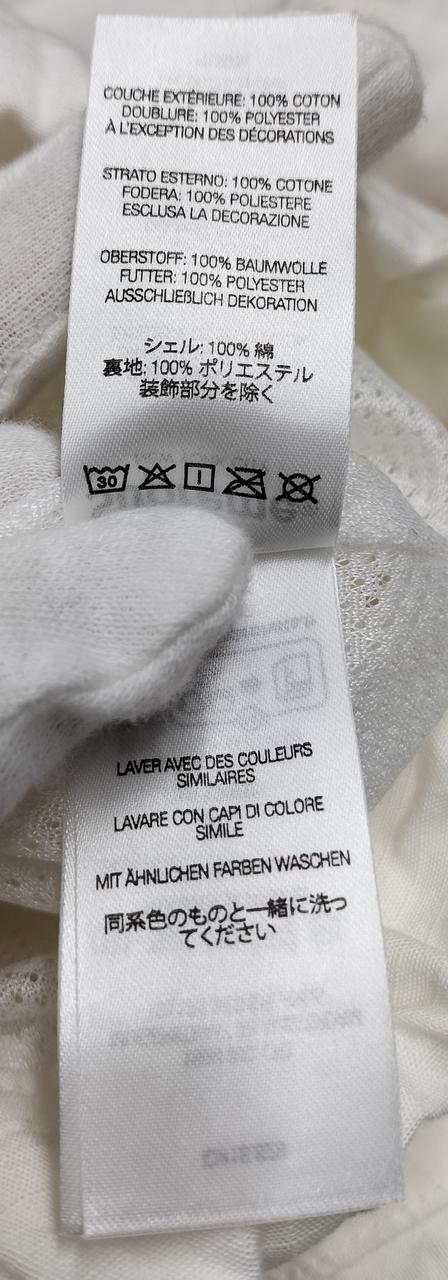 COUCHE EXTÉRIEURE: 100% COTON
DOUBLURE: 100% POLYESTER
À L'EXCEPTION DES DÉCORATIONS
STRATO ESTERNO: 100% COTONE
FODERA: 100% POLIESTERE
ESCLUSA LA DECORAZIONE
OBERSTOFF: 100% BAUMWOLLE
FUTTER: 100% POLYESTER
AUSSCHLIEßLICH DEKORATION
シェル: 100% 綿
裏地: 100% ポリエステル
装飾部分を除く
30
LAVER AVEC DES COULEURS
SIMILAIRES
LAVARE CON CAPI DI COLORE
SIMILE
MIT ÄHNLICHEN FARBEN WASCHEN
同系色のものと一緒に洗っ
てください